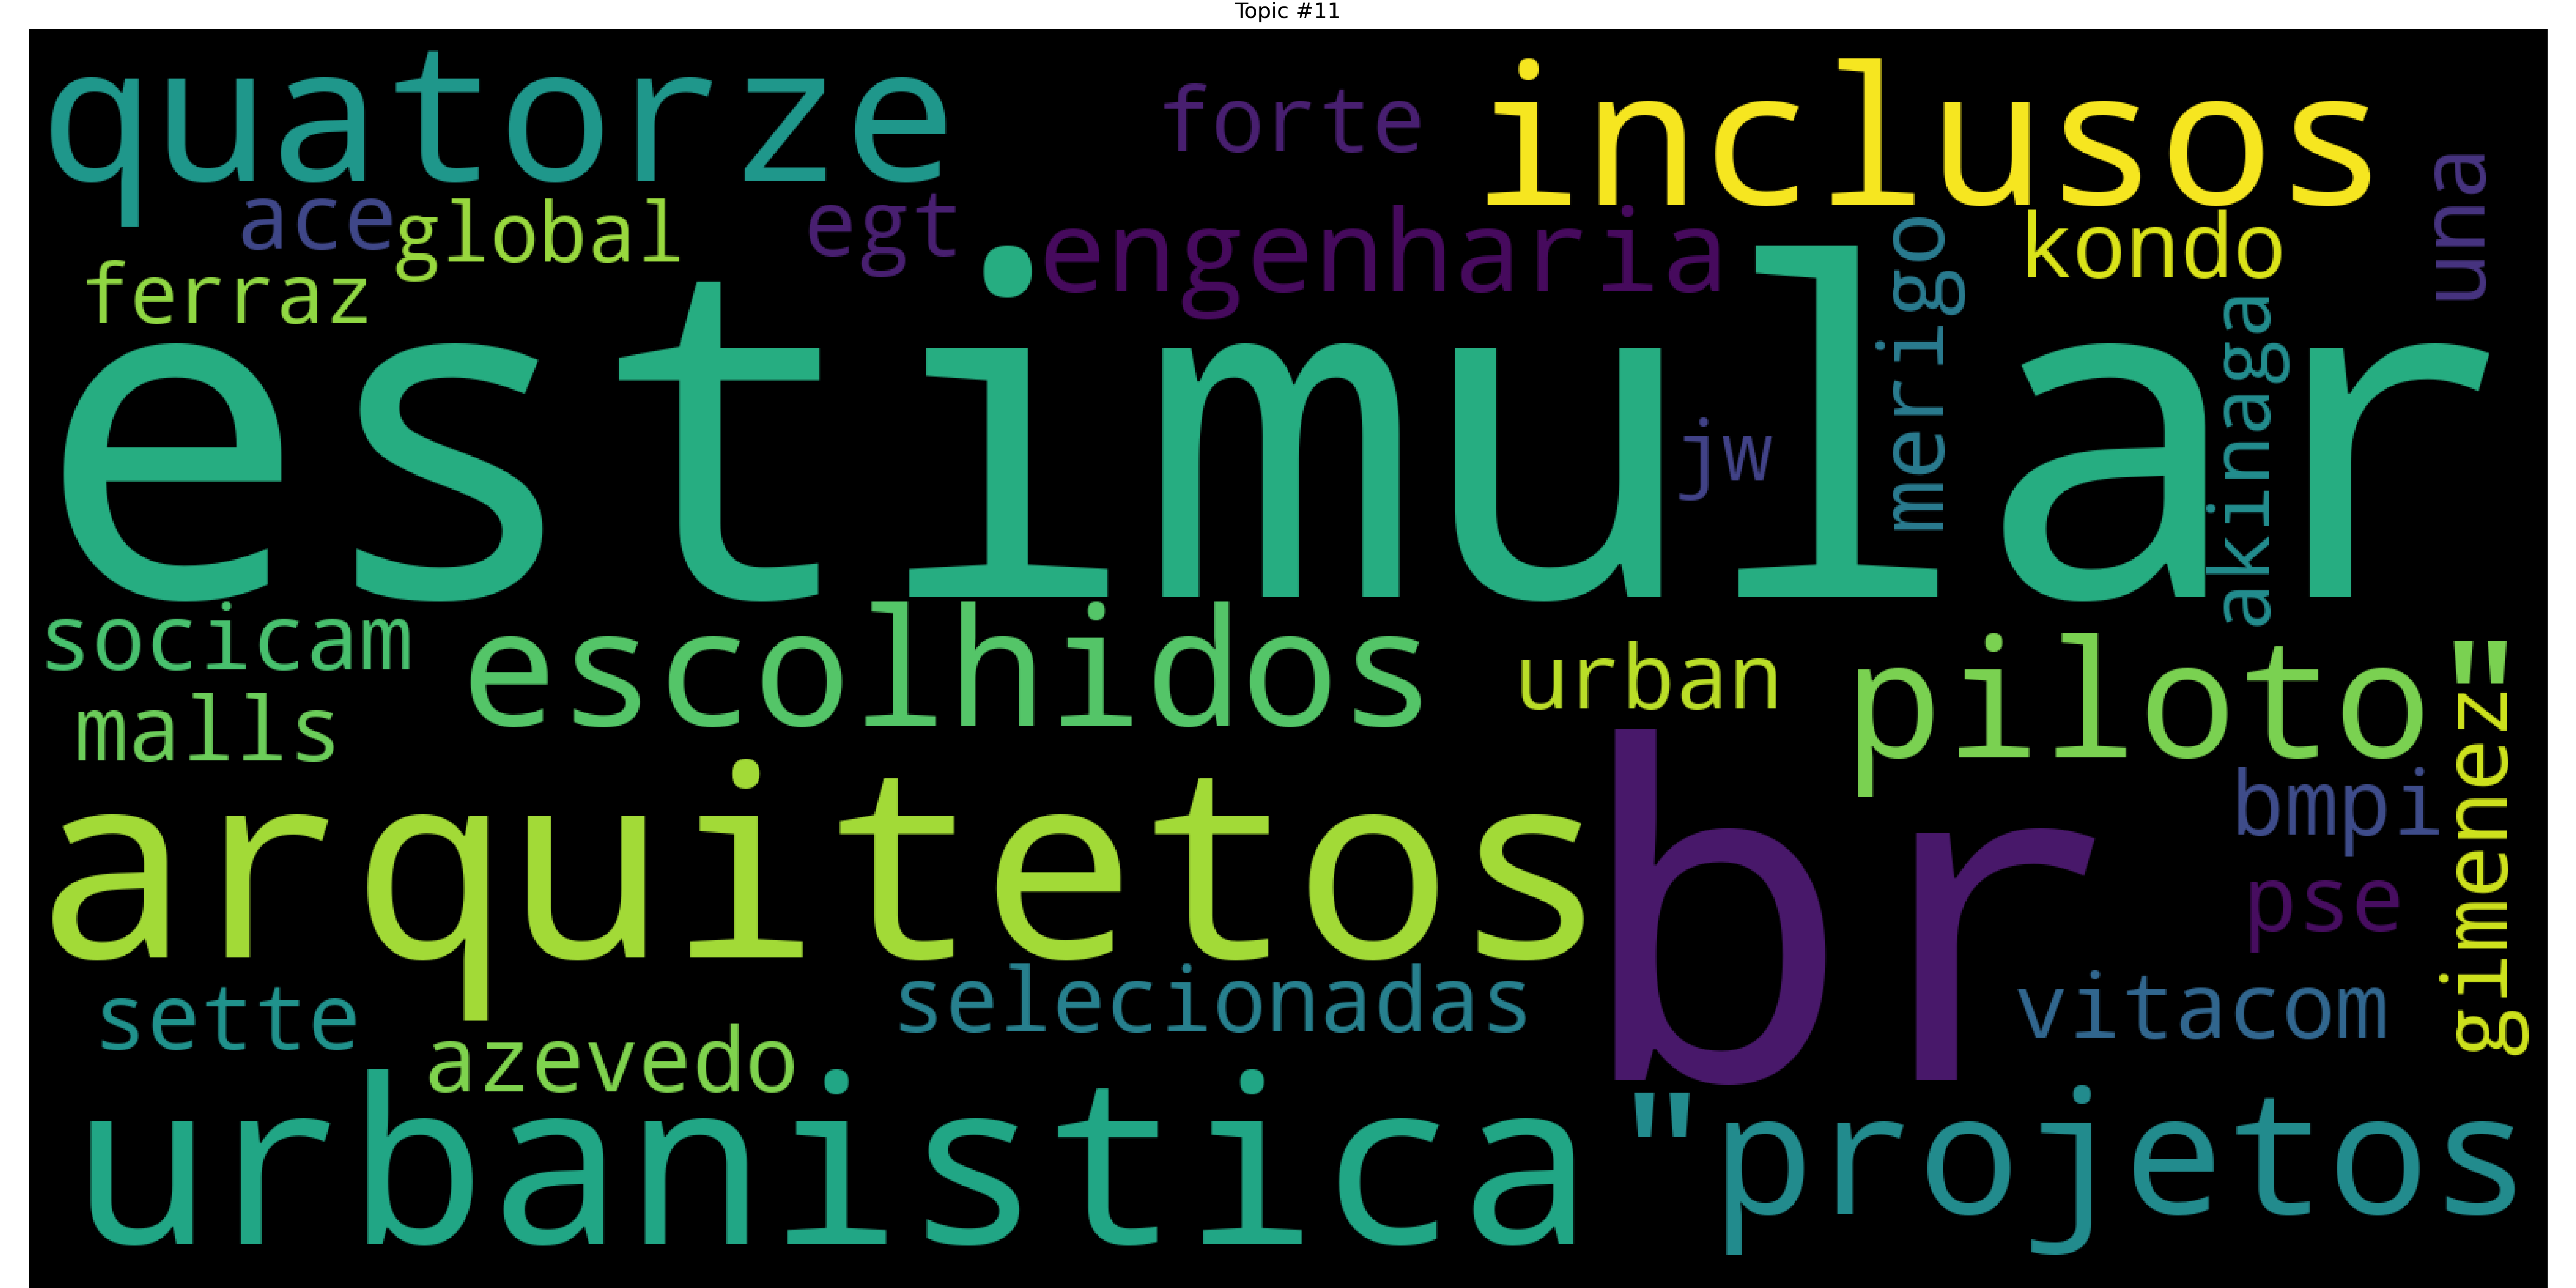 Topic #11
quatorze
forte
inclusos
una
ace
global
egt
engenharia
merigo
kondo
ferraz
akinaga
estimular
jw
socicam
escolhidos
urban
piloto"
malls
gimenez
arquitetos
br
bmpi
pse
sette
selecionadas
vitacom
azevedo
urbanistica
"projetos